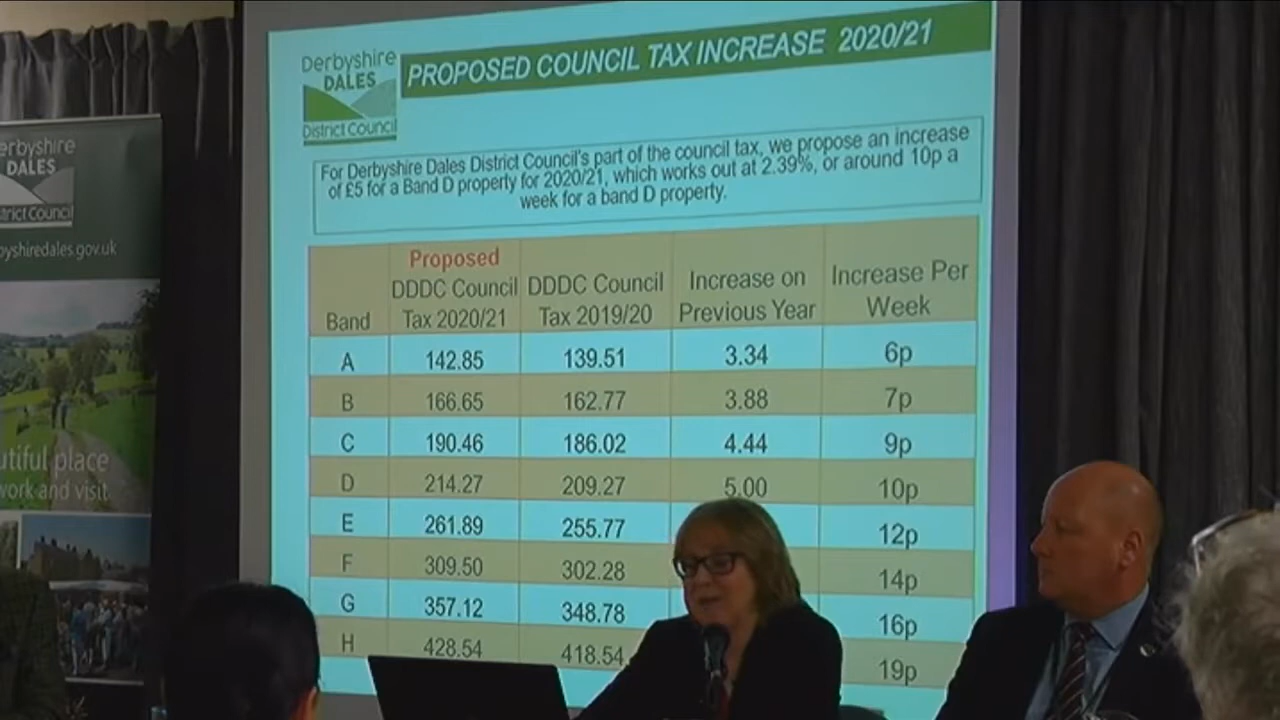 Derbyshire
DALES
District Council
PROPOSED COUNCIL TAX INCREASE 2020/21
For Derbyshire Dales District Council's part of the council tax, we propose an increase
of £5 for a Band D property for 2020/21, which works out at 2.39%, or around 10p a
week for a band D property.
Band Proposed DDDC Council Tax 2020/21 DDDC Council Tax 2019/20 Increase on Previous Year Increase Per Week
A 142.85 139.51 3.34 6p
B 166.65 162.77 3.88 7p
C 190.46 186.02 4.44 9p
D 214.27 209.27 5.00 10p
E 261.89 255.77 12p
F 309.50 302.28 14p
G 357.12 348.78 16p
H 428.54 418.54 19p
erbyshire
DALES
strict Council
byshiredales.gov.uk
utiful place
work and visit